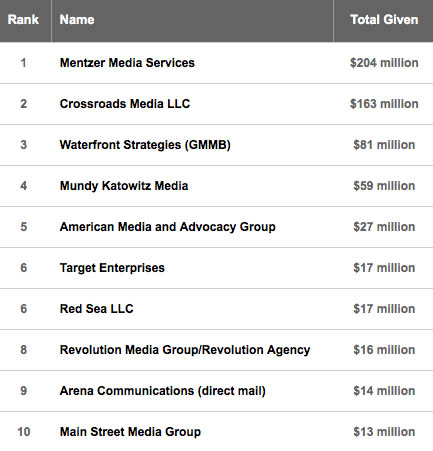 Rank Name Total Given
1 Mentzer Media Services $204 million
2 Crossroads Media LLC $163 million
3 Waterfront Strategies (GMMB) $81 million
4 Mundy Katowitz Media $59 million
5 American Media and Advocacy Group $27 million
6 Target Enterprises $17 million
6 Red Sea LLC $17 million
8 Revolution Media Group/Revolution Agency $16 million
9 Arena Communications (direct mail) $14 million
10 Main Street Media Group $13 million